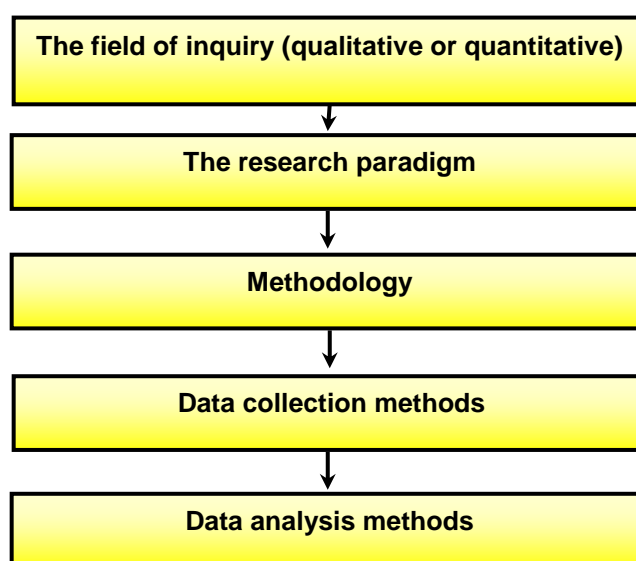 The field of inquiry (qualitative or quantitative)
The research paradigm
Methodology
Data collection methods
Data analysis methods